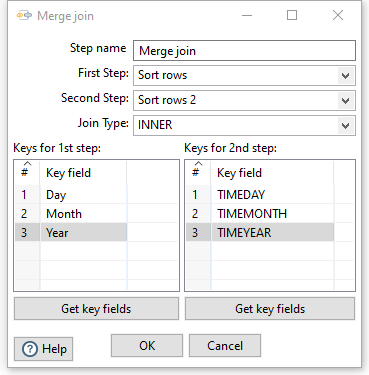 Merge join
Step name Merge join
First Step: Sort rows
Second Step: Sort rows 2
Join Type: INNER
Keys for 1st step: Keys for 2nd step:
# Key field # Key field
1 Day 1 TIMEDAY
2 Month 2 TIMEMONTH
3 Year 3 TIMEYEAR
Get key fields Get key fields
? Help OK Cancel